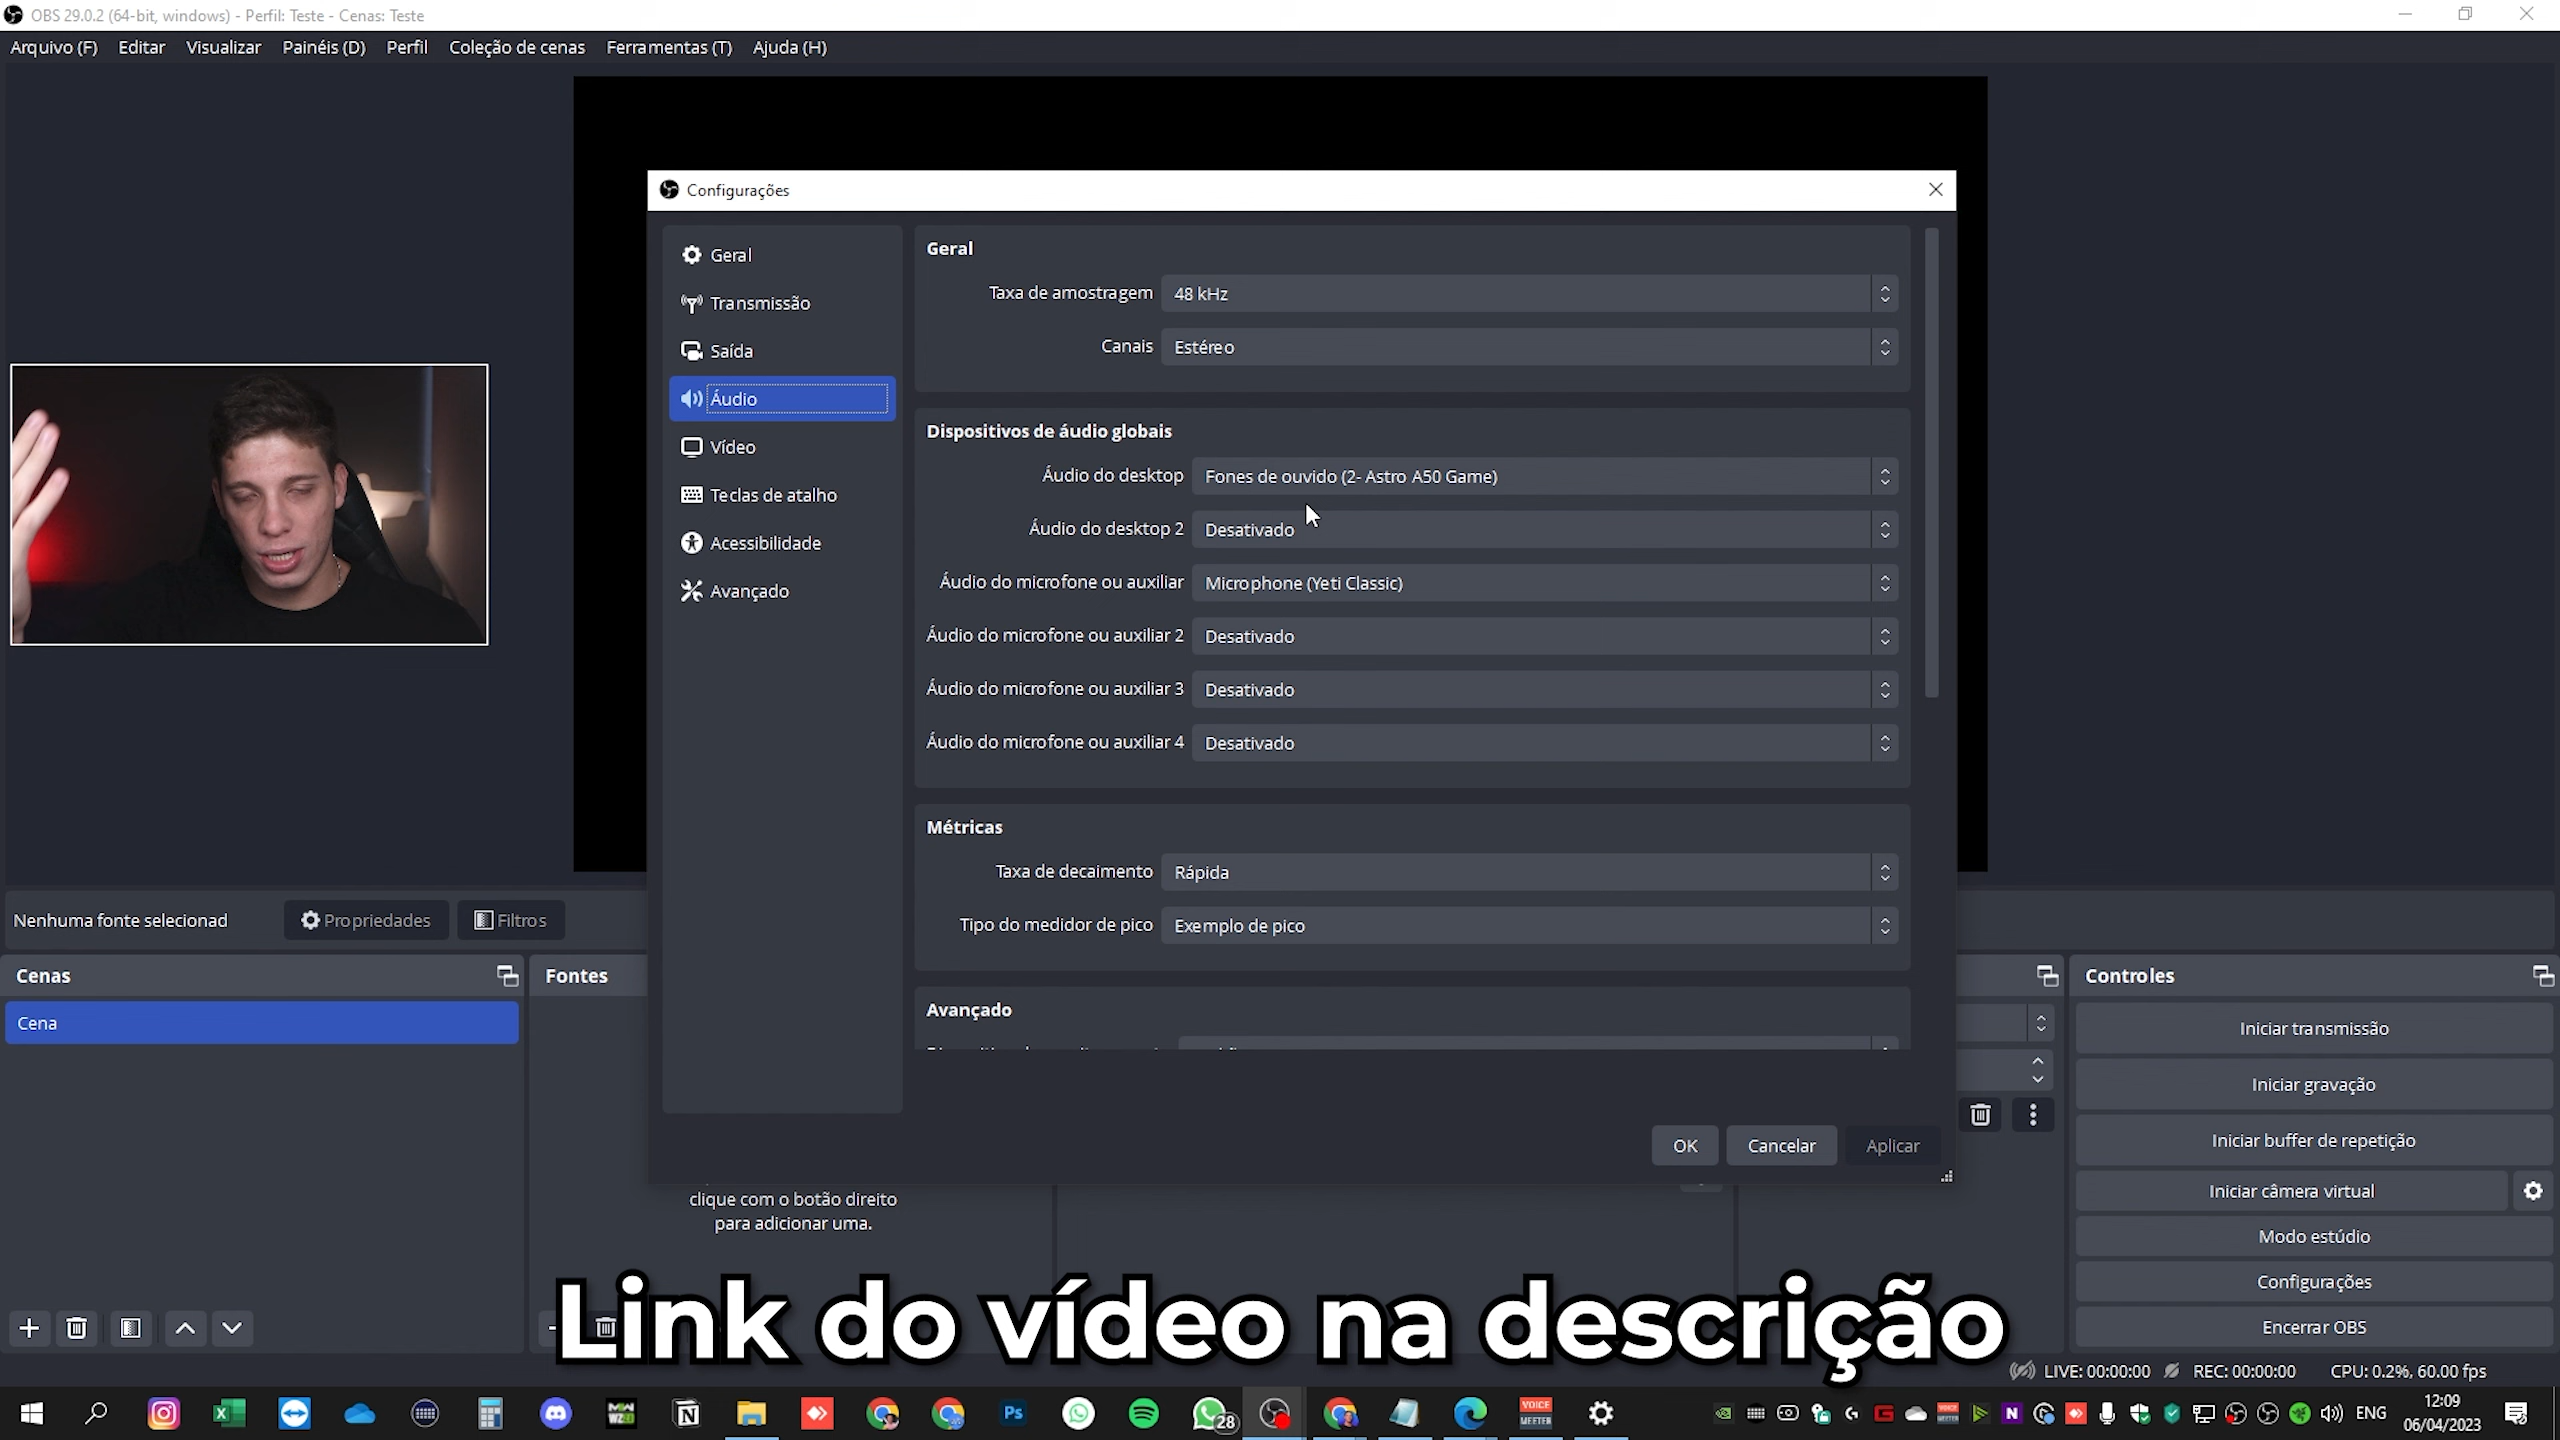 OBS 29.0.2 (64-bit, windows) - Perfil: Teste - Cenas: Teste
Arquivo (F) Editar Visualizar Painéis (D) Perfil Coleção de cenas Ferramentas (T) Ajuda (H)
Configurações
Geral
Transmissão
Saída
Áudio
Vídeo
Teclas de atalho
Acessibilidade
Avançado
Geral
Taxa de amostragem 48 kHz
Canais Estéreo
Dispositivos de áudio globais
Áudio do desktop Fones de ouvido (2- Astro A50 Game)
Áudio do desktop 2 Desativado
Áudio do microfone ou auxiliar Microphone (Yeti Classic)
Áudio do microfone ou auxiliar 2 Desativado
Áudio do microfone ou auxiliar 3 Desativado
Áudio do microfone ou auxiliar 4 Desativado
Métricas
Taxa de decaimento Rápida
Tipo do medidor de pico Exemplo de pico
Avançado
OK Cancelar Aplicar
Nenhuma fonte selecionad Propriedades Filtros
Cenas
Cena
Fontes
clique com o botão direito
para adicionar uma.
Controles
Iniciar transmissão
Iniciar gravação
Iniciar buffer de repetição
Iniciar câmera virtual
Modo estúdio
Configurações
Encerrar OBS
Link do vídeo na descrição
LIVE: 00:00:00 REC: 00:00:00 CPU: 0.2%, 60.00 fps
Ps 28 VOICE MEETER ENG 12:09
06/04/2023